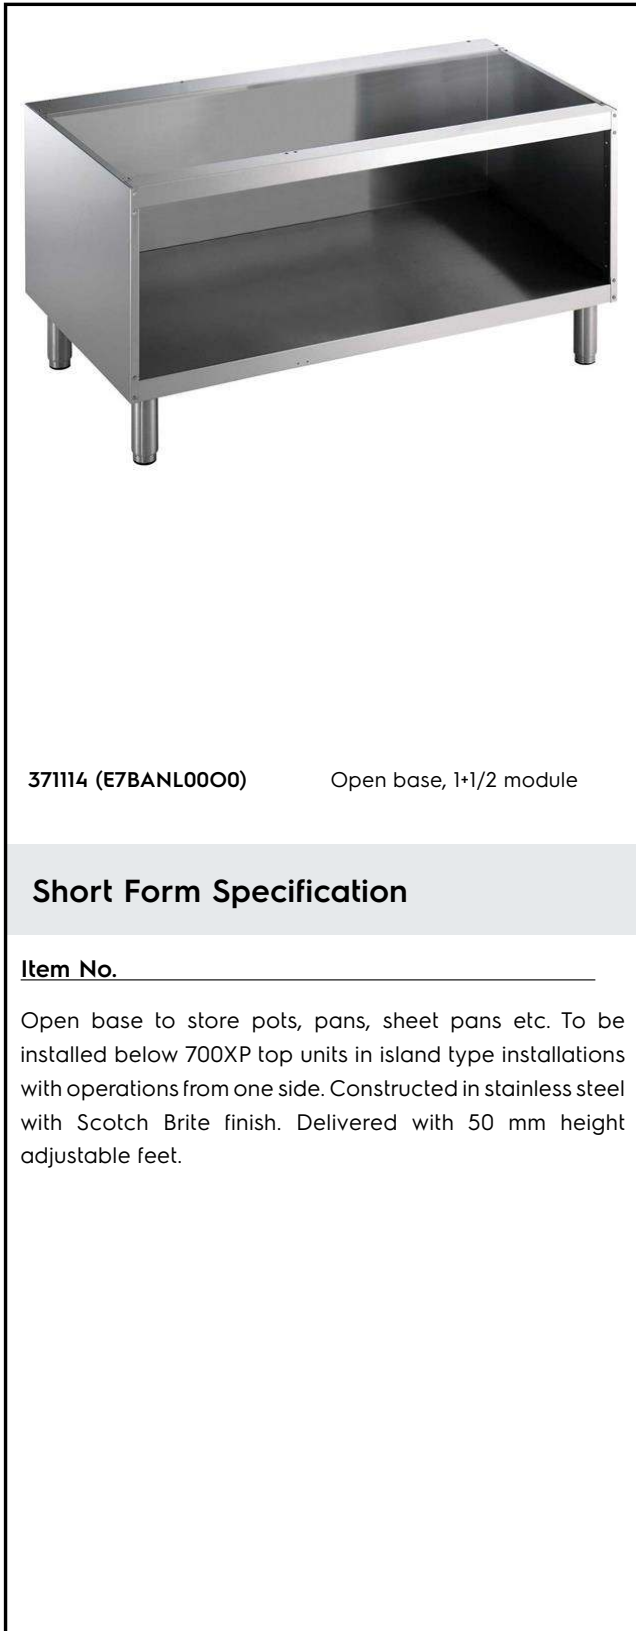 371114 (E7BANL00O0) Open base, 1+1/2 module
Short Form Specification
Item No.
Open base to store pots, pans, sheet pans etc. To be
installed below 700XP top units in island type installations
with operations from one side. Constructed in stainless steel
with Scotch Brite finish. Delivered with 50 mm height
adjustable feet.